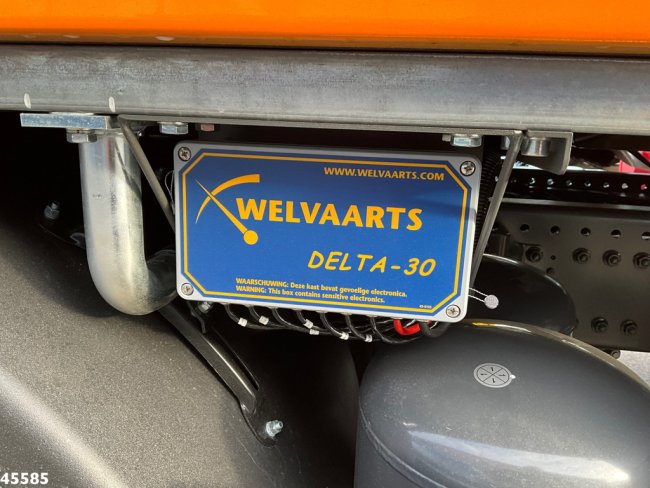 WWW.WELVAARTS.COM
WELVAARTS
DELTA-30
WAARSCHUWING: Deze kast bevat gevoelige electronica.
WARNING: This box contains sensitive electronics.
45585